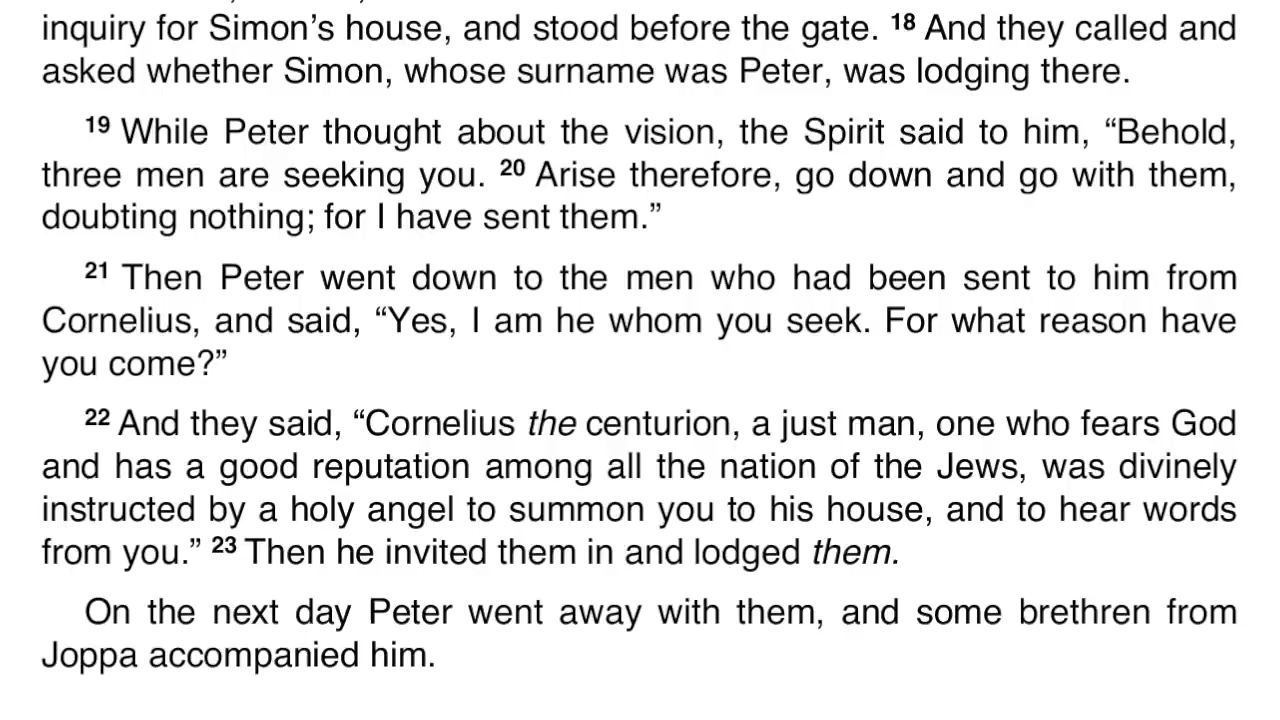 inquiry for Simon’s house, and stood before the gate. 18 And they called and
asked whether Simon, whose surname was Peter, was lodging there.
19 While Peter thought about the vision, the Spirit said to him, “Behold,
three men are seeking you. 20 Arise therefore, go down and go with them,
doubting nothing; for I have sent them.”
21 Then Peter went down to the men who had been sent to him from
Cornelius, and said, “Yes, I am he whom you seek. For what reason have
you come?”
22 And they said, “Cornelius the centurion, a just man, one who fears God
and has a good reputation among all the nation of the Jews, was divinely
instructed by a holy angel to summon you to his house, and to hear words
from you.” 23 Then he invited them in and lodged them.
On the next day Peter went away with them, and some brethren from
Joppa accompanied him.